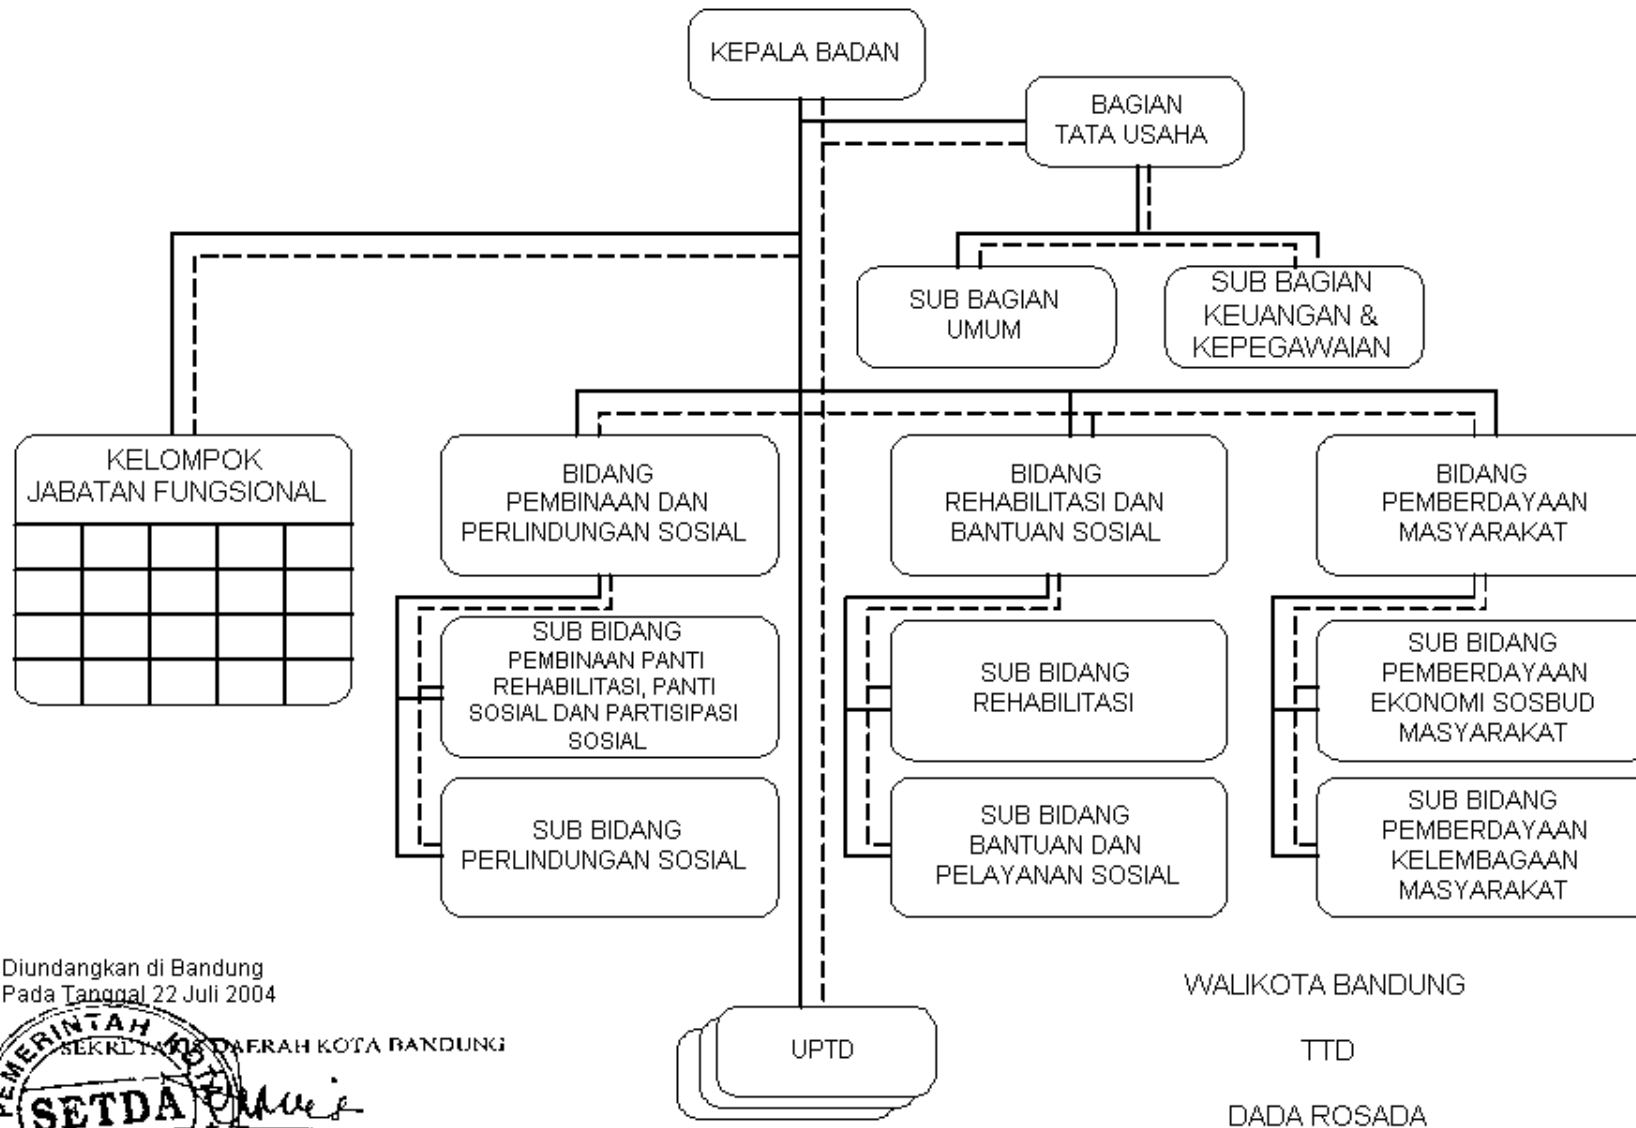 KEPALA BADAN
BAGIAN
TATA USAHA
SUB BAGIAN
UMUM
SUB BAGIAN
KEUANGAN &
KEPEGAWAIAN
KELOMPOK
JABATAN FUNGSIONAL
BIDANG
PEMBINAAN DAN
PERLINDUNGAN SOSIAL
BIDANG
REHABILITASI DAN
BANTUAN SOSIAL
BIDANG
PEMBERDAYAAN
MASYARAKAT
SUB BIDANG
PEMBINAAN PANTI
REHABILITASI, PANTI
SOSIAL DAN PARTISIPASI
SOSIAL
SUB BIDANG
REHABILITASI
SUB BIDANG
PEMBERDAYAAN
EKONOMI SOSBUD
MASYARAKAT
SUB BIDANG
PERLINDUNGAN SOSIAL
SUB BIDANG
BANTUAN DAN
PELAYANAN SOSIAL
SUB BIDANG
PEMBERDAYAAN
KELEMBAGAAN
MASYARAKAT
Diundangkan di Bandung
Pada Tanggal 22 Juli 2004
SEKRETARIS DAERAH KOTA BANDUNG
PEMERINTAH KOTA
SETDA
UPTD
WALIKOTA BANDUNG
TTD
DADA ROSADA